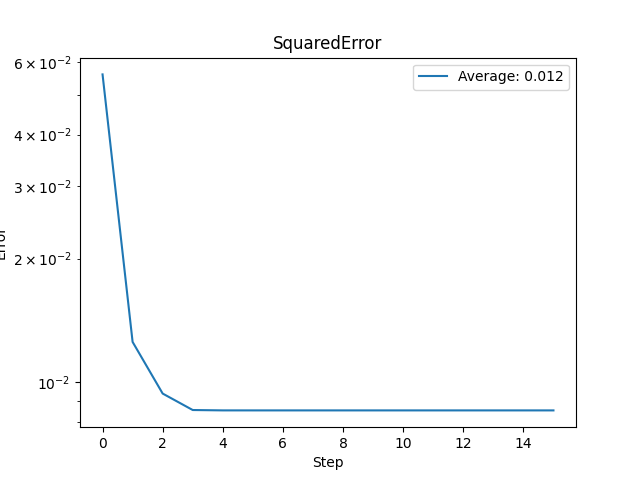 SquaredError
Average: 0.012
6 × 10⁻²
4 × 10⁻²
3 × 10⁻²
2 × 10⁻²
10⁻²
Error
0 2 4 6 8 10 12 14
Step